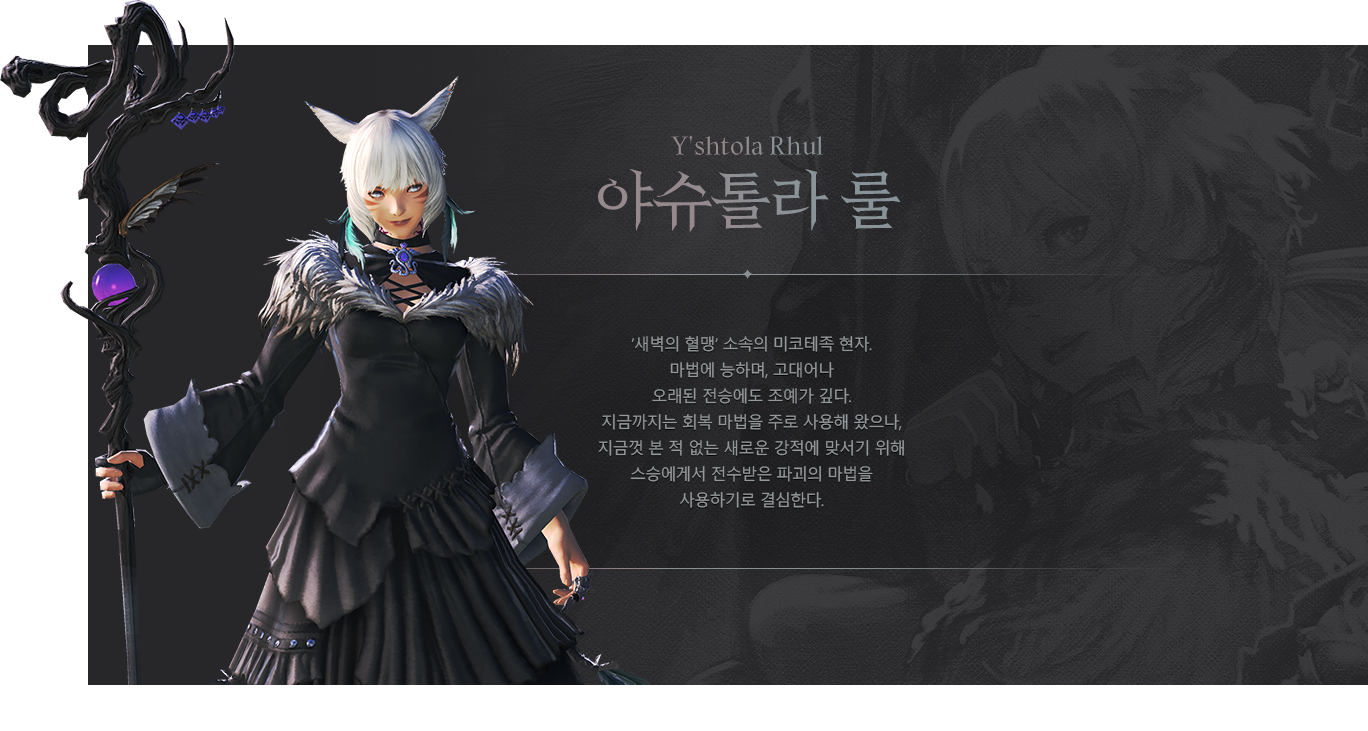 Y'shtola Rhul
야슈톨라 룰
'새벽의 혈맹' 소속의 미코테족 현자.
마법에 능하며, 고대어나
오래된 전승에도 조예가 깊다.
지금까지는 회복 마법을 주로 사용해 왔으나,
지금껏 본 적 없는 새로운 강적에 맞서기 위해
스승에게서 전수받은 파괴의 마법을
사용하기로 결심한다.